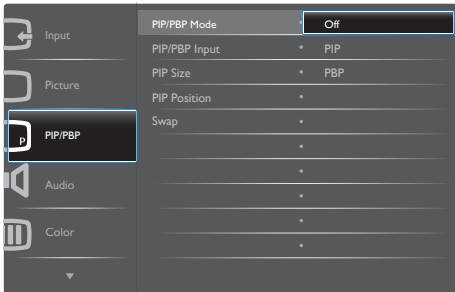 Input
Picture
P
PIP/PBP
Audio
Color
PIP/PBP Mode
PIP/PBP Input
PIP Size
PIP Position
Swap
Off
PIP
PBP